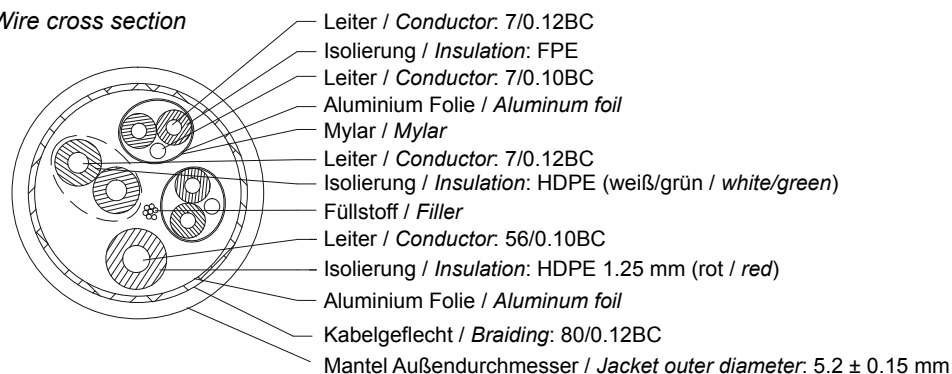 Wire cross section
Leiter / Conductor: 7/0.12BC
Isolierung / Insulation: FPE
Leiter / Conductor: 7/0.10BC
Aluminium Folie / Aluminum foil
Mylar / Mylar
Leiter / Conductor: 7/0.12BC
Isolierung / Insulation: HDPE (weiß/grün / white/green)
Füllstoff / Filler
Leiter / Conductor: 56/0.10BC
Isolierung / Insulation: HDPE 1.25 mm (rot / red)
Aluminium Folie / Aluminum foil
Kabelgeflecht / Braiding: 80/0.12BC
Mantel Außendurchmesser / Jacket outer diameter: 5.2 ± 0.15 mm